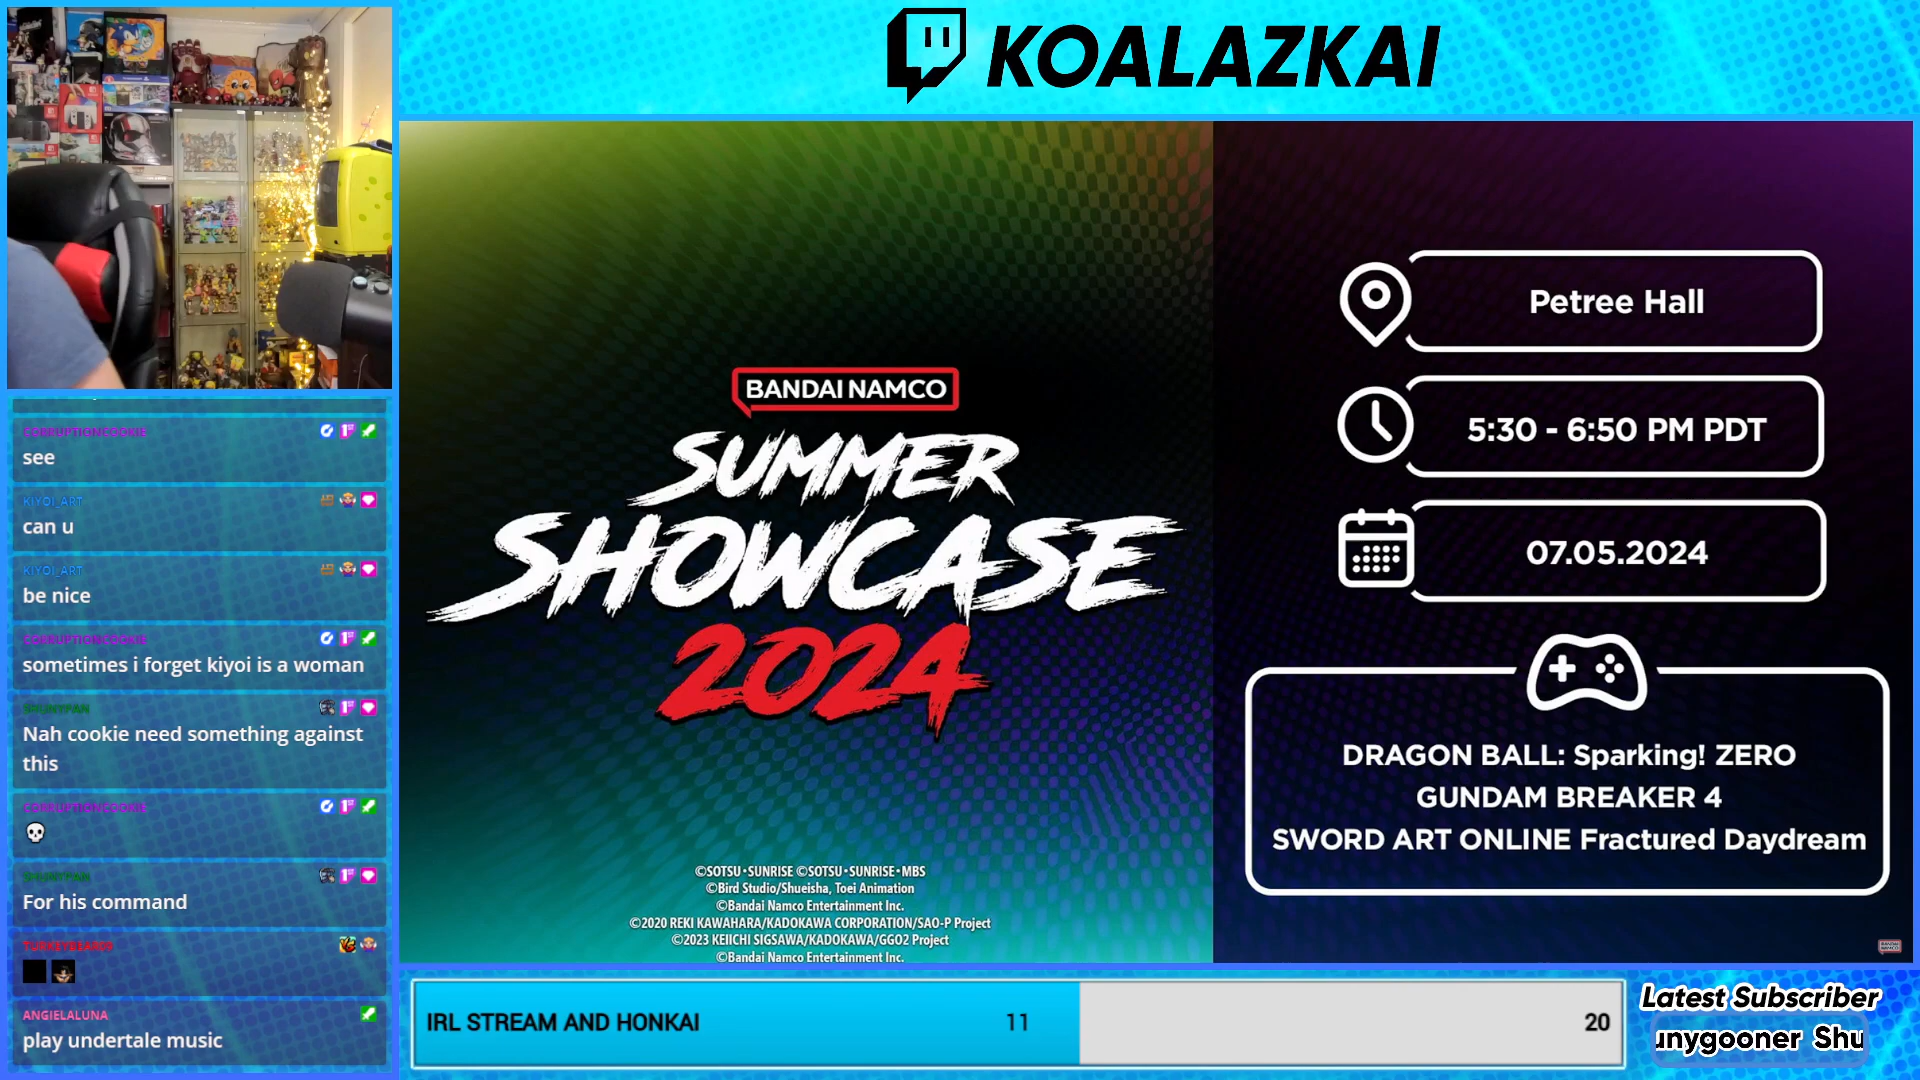 KOALAZKAI
CORRUPTIONCOOKIE
see
KIYOI_ART
can u
KIYOI_ART
be nice
CORRUPTIONCOOKIE
sometimes i forget kiyoi is a woman
Nah cookie need something against
this
CORRUPTIONCOOKIE
For his command
ANGIELALUNA
play undertale music
BANDAI NAMCO
SUMMER
SHOWCASE
2024
©SOTSU・SUNRISE ©SOTSU・SUNRISE・MBS
©Bird Studio/Shueisha, Toei Animation
©Bandai Namco Entertainment Inc.
©2020 REKI KAWAHARA/KADOKAWA CORPORATION/SAO-P Project
©2023 KEIICHI SIGSAWA/KADOKAWA/GGO2 Project
©Bandai Namco Entertainment Inc.
Petree Hall
5:30 - 6:50 PM PDT
07.05.2024
DRAGON BALL: Sparking! ZERO
GUNDAM BREAKER 4
SWORD ART ONLINE Fractured Daydream
BANDAI NAMCO
IRL STREAM AND HONKAI 11 20
Latest Subscriber
unygooner Shu